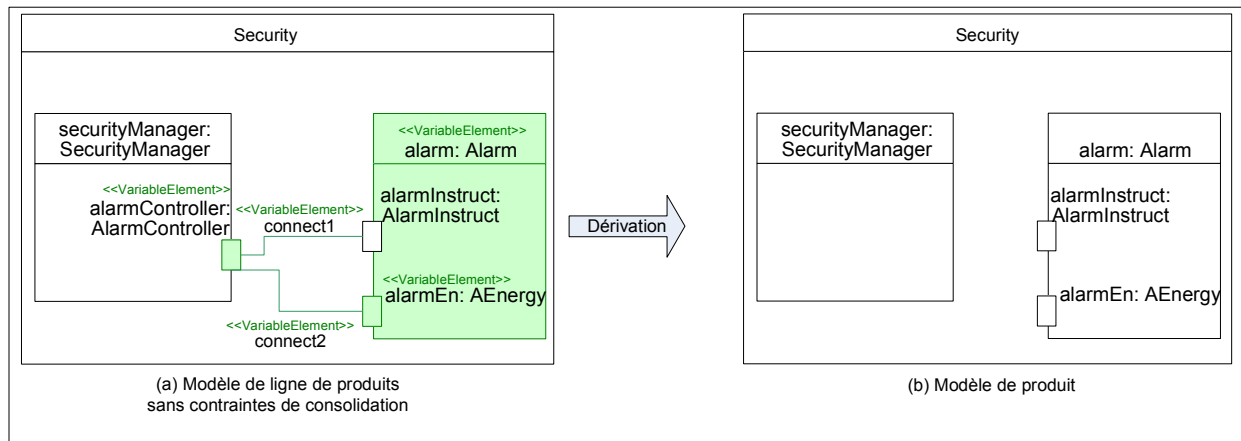 Security
securityManager:
SecurityManager
<<VariableElement>>
alarmController:
AlarmController
<<VariableElement>>
connect1
<<VariableElement>>
connect2
<<VariableElement>>
alarm: Alarm
alarmInstruct:
AlarmInstruct
<<VariableElement>>
alarmEn: AEnergy
(a) Modèle de ligne de produits
sans contraintes de consolidation
Dérivation
Security
securityManager:
SecurityManager
alarm: Alarm
alarmInstruct:
AlarmInstruct
alarmEn: AEnergy
(b) Modèle de produit